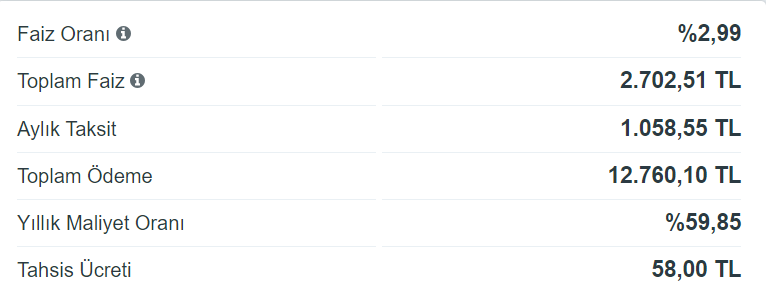 Faiz Oranı %2,99
Toplam Faiz 2.702,51 TL
Aylık Taksit 1.058,55 TL
Toplam Ödeme 12.760,10 TL
Yıllık Maliyet Oranı %59,85
Tahsis Ücreti 58,00 TL